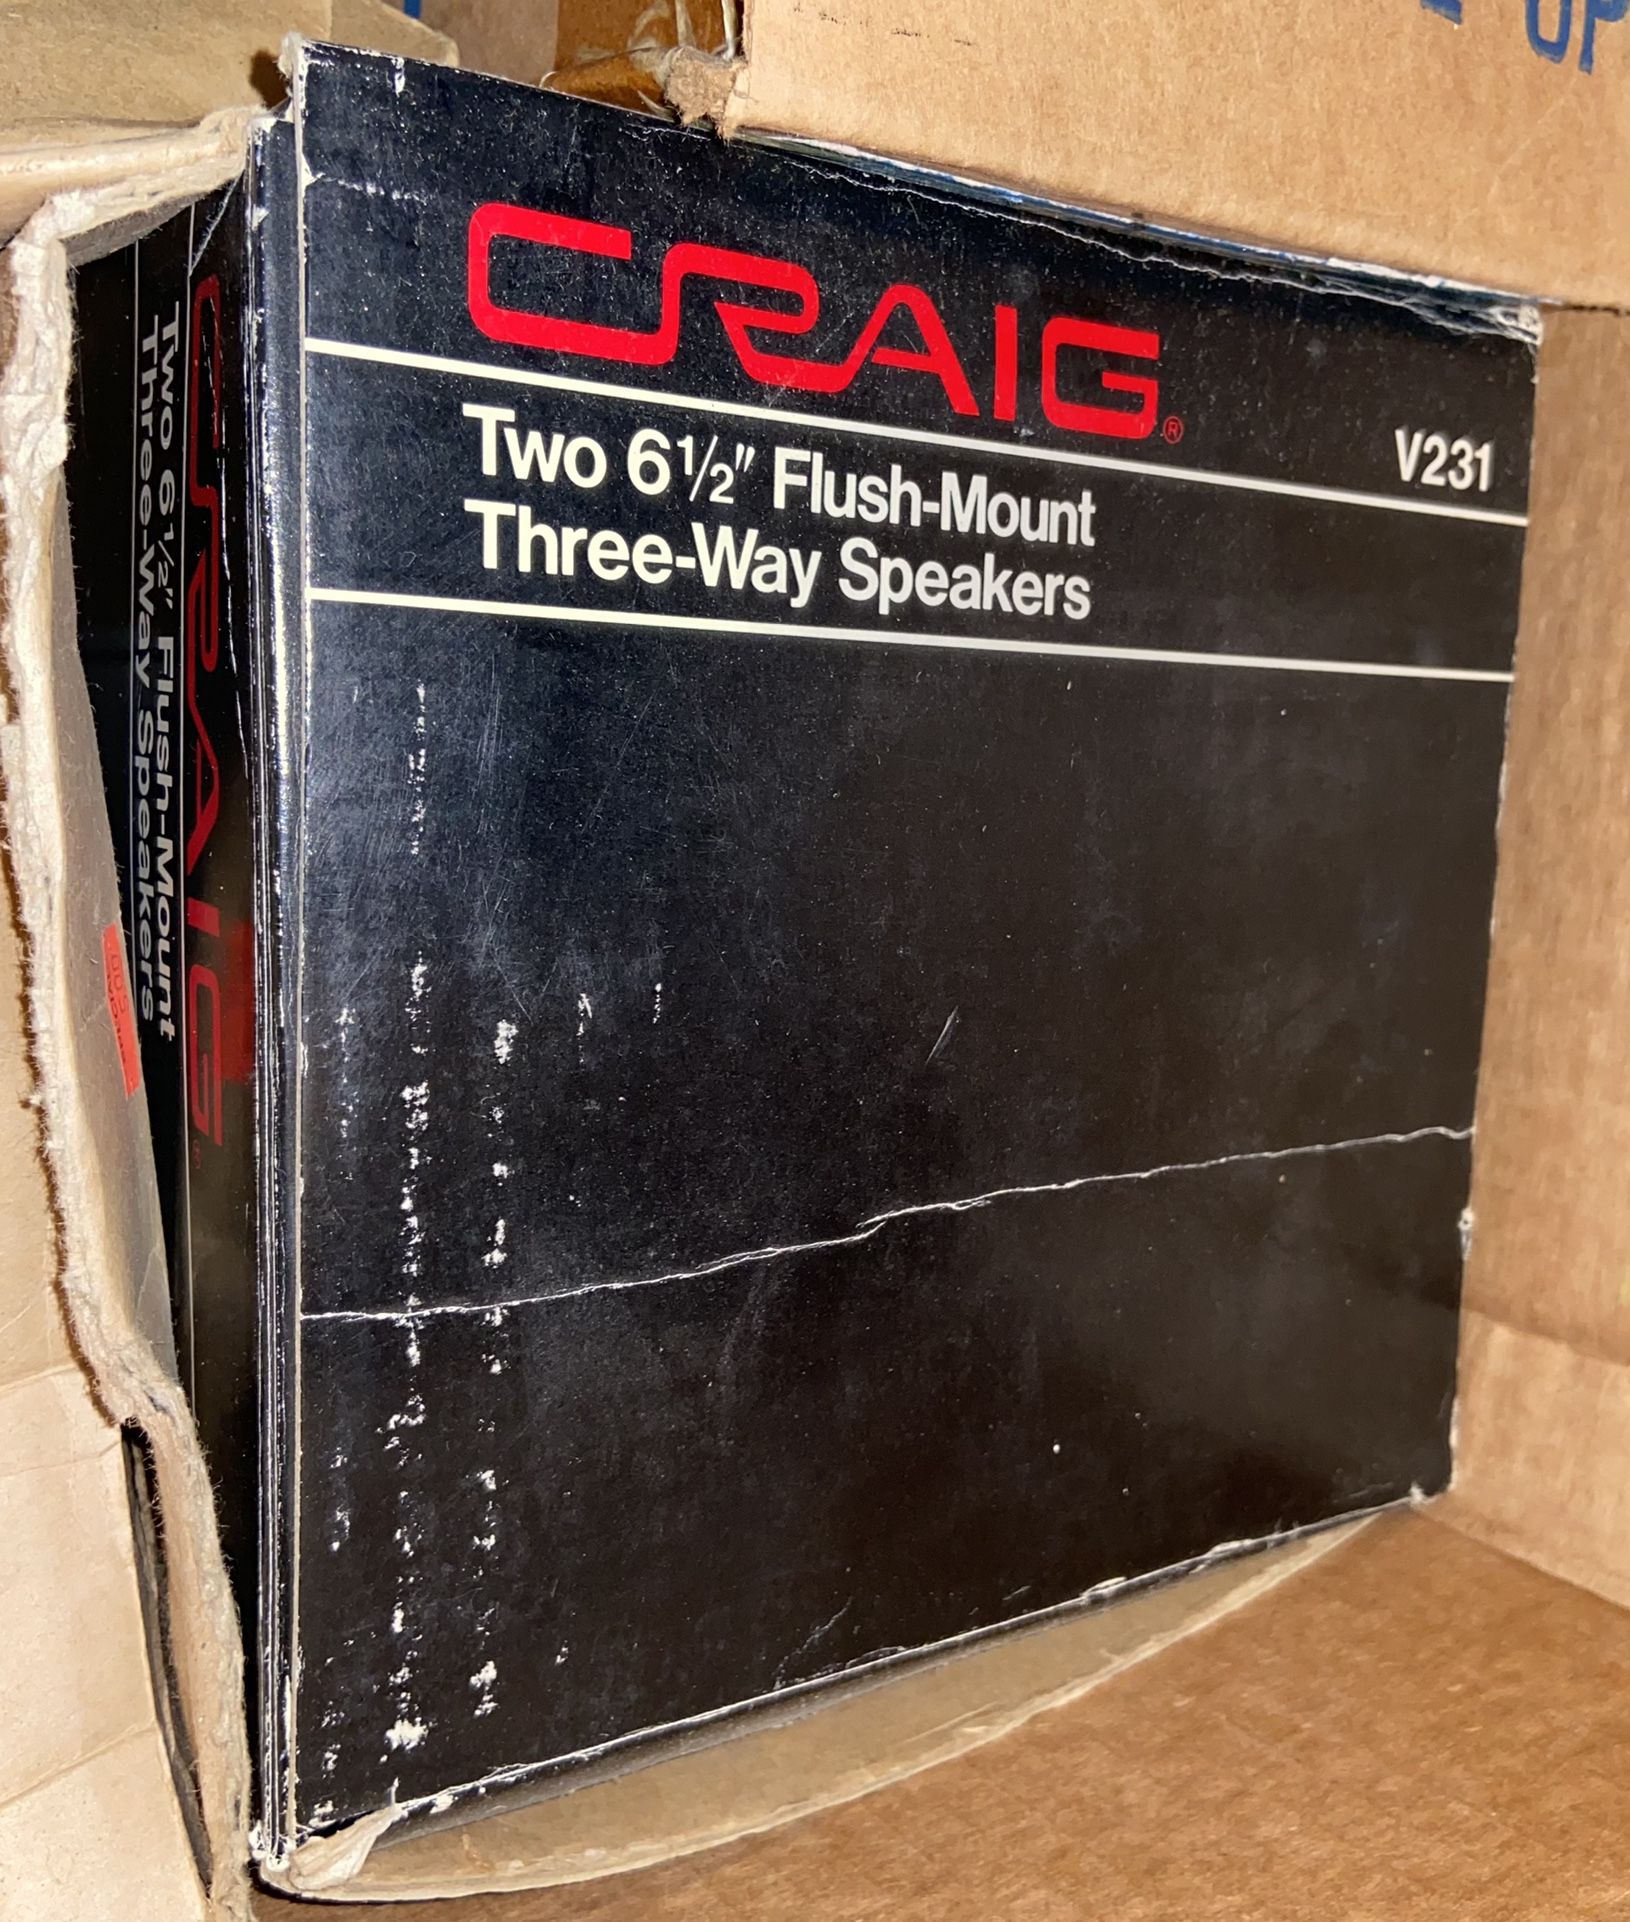 UP
CRAIG®
V231
Two 6½" Flush-Mount
Three-Way Speakers
CRAIG®
Two 6½" Flush-Mount
Three-Way Speakers